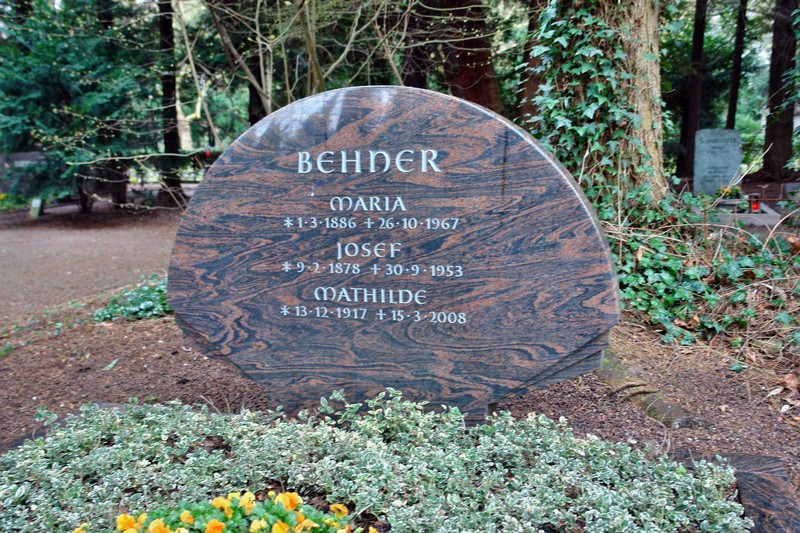 BEHNER
MARIA
*1·3·1886 +26·10·1967
JOSEF
*9·2·1878 +30·9·1953
MATHILDE
*13·12·1917 +15·3·2008